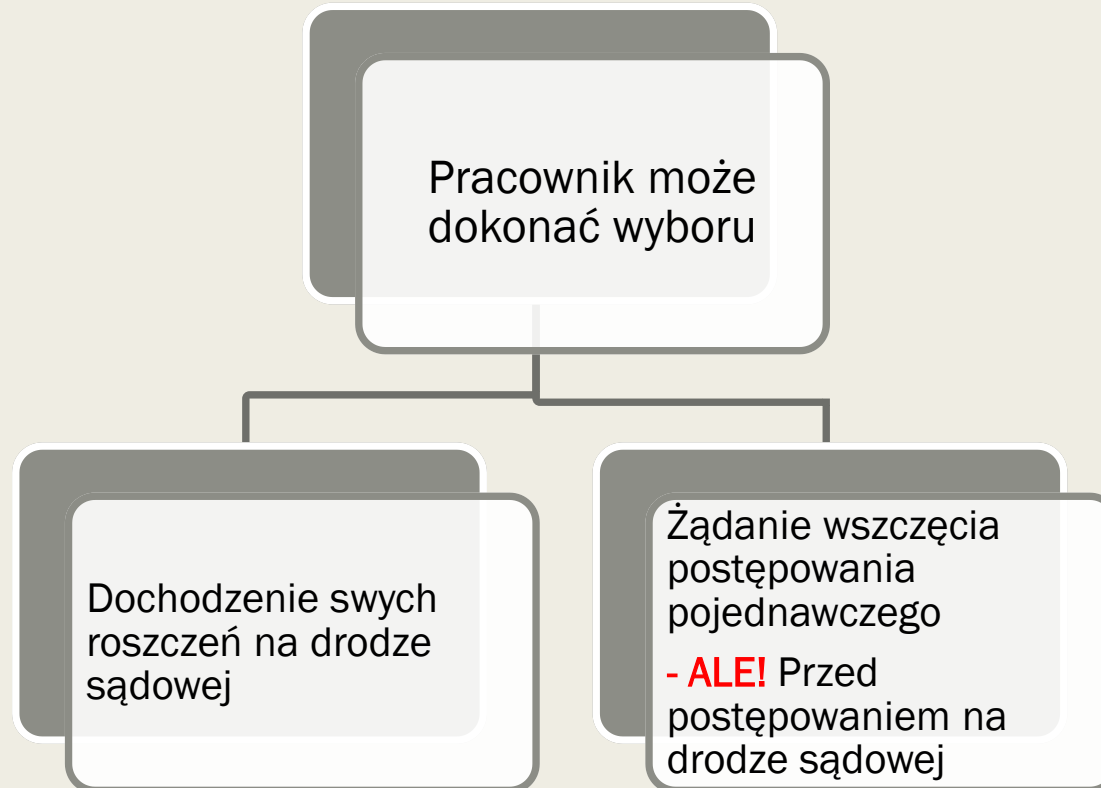 Pracownik może
dokonać wyboru
Dochodzenie swych
roszczeń na drodze
sądowej
Żądanie wszczęcia
postępowania
pojednawczego
- ALE! Przed
postępowaniem na
drodze sądowej